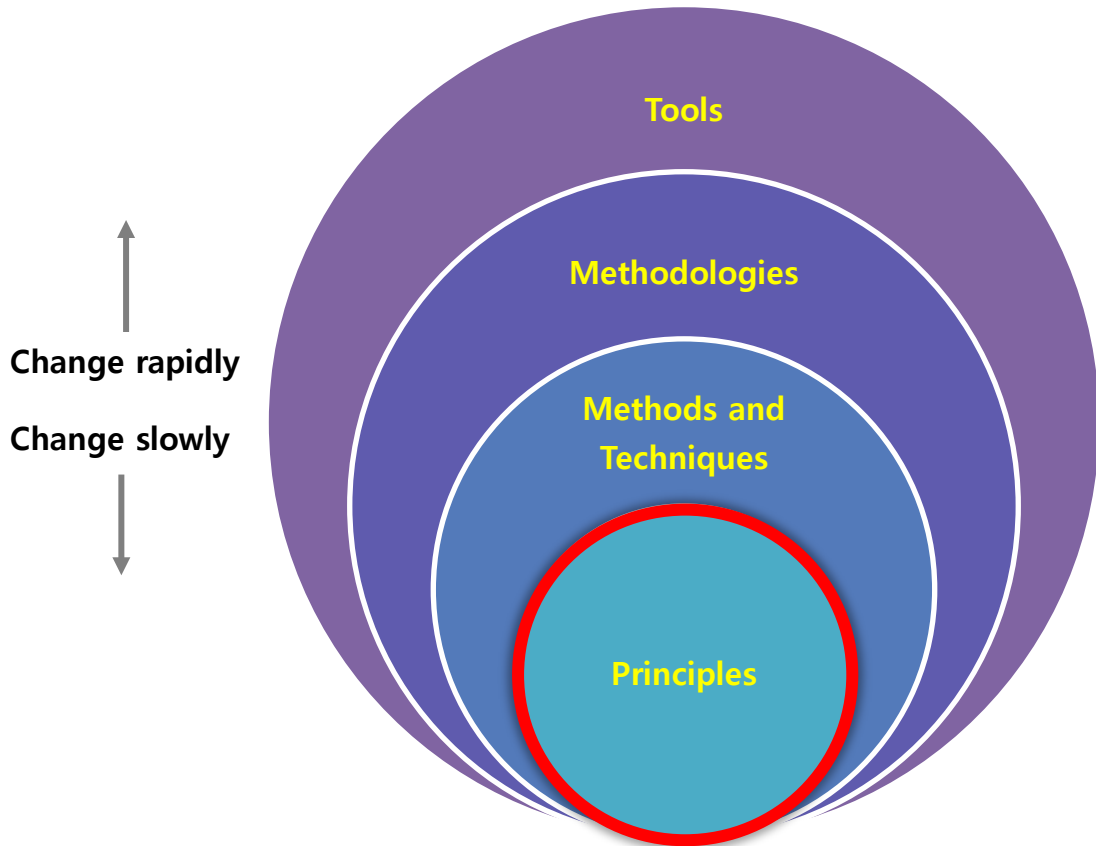 Tools
Methodologies
Change rapidly
Change slowly
Methods and
Techniques
Principles